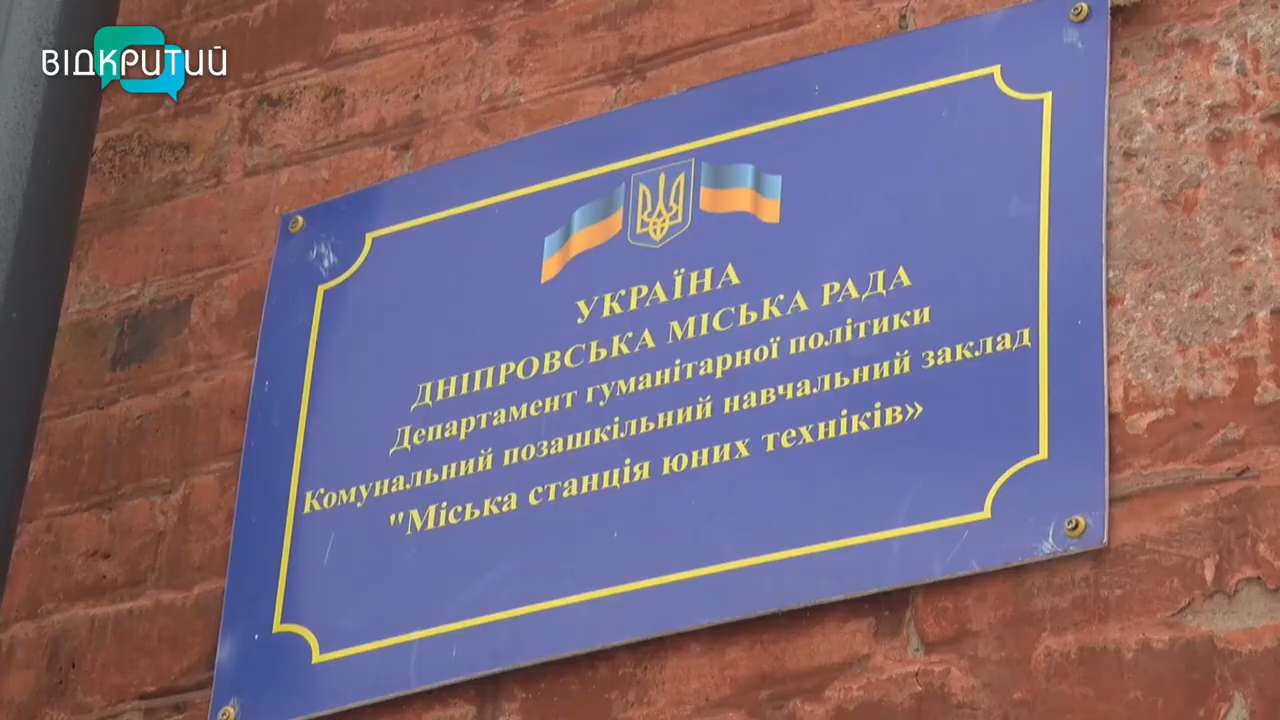 ВІДКРИТИЙ
УКРАЇНА
ДНІПРОВСЬКА МІСЬКА РАДА
Департамент гуманітарної політики
Комунальний позашкільний навчальний заклад
"Міська станція юних техніків»